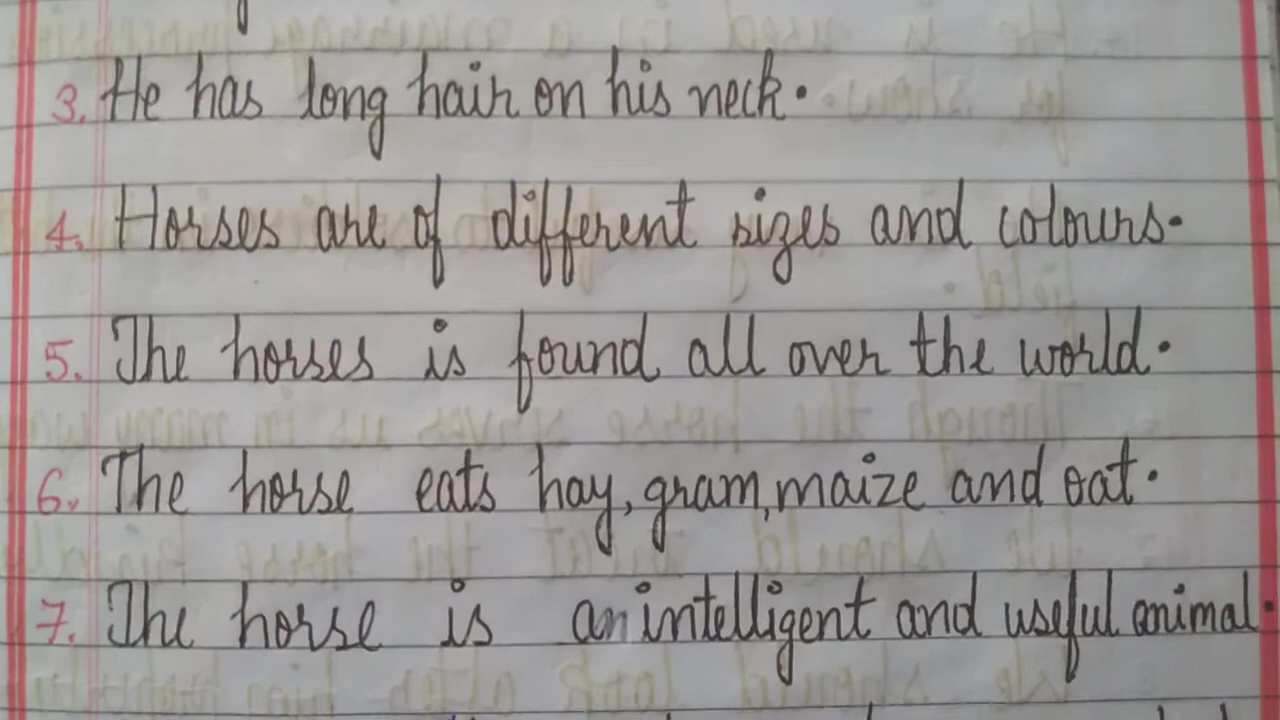 3. He has long hair on his neck.
4. Horses are of different sizes and colours.
5. The horses is found all over the world.
6. The horse eats hay, gram, maize and oat.
7. The horse is an intelligent and useful animal.